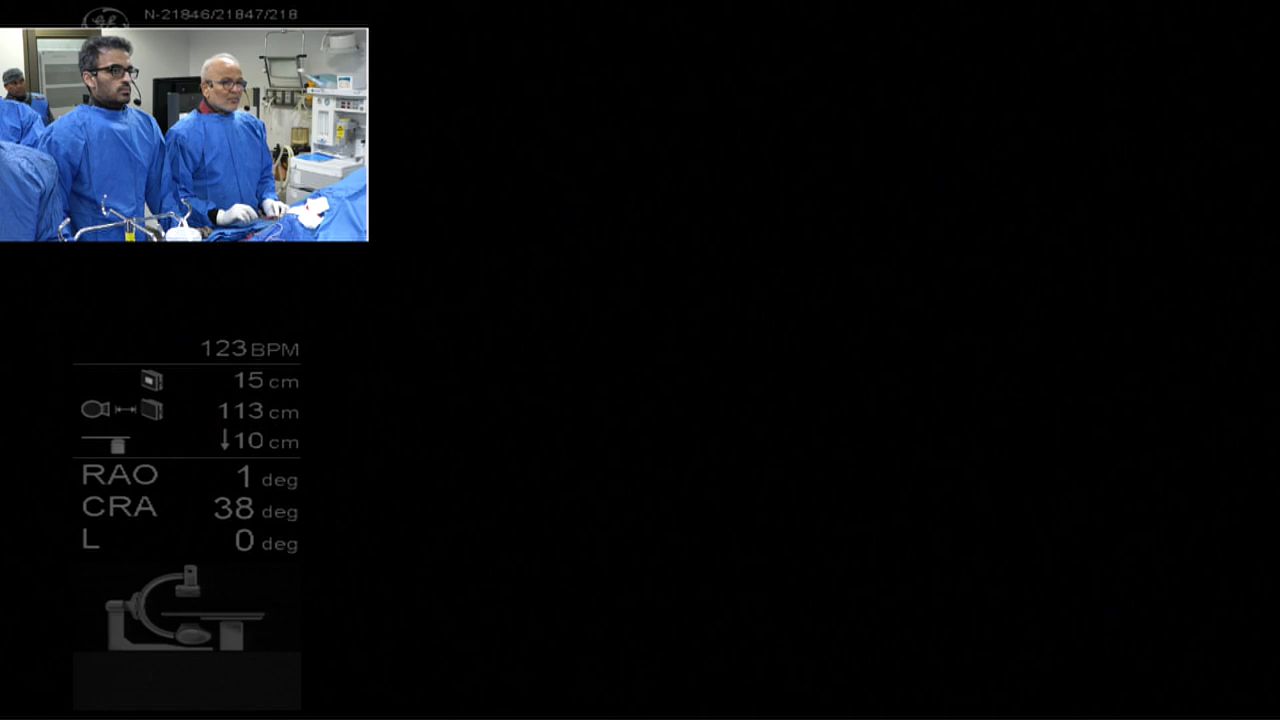 N-21846/21847/218
123 BPM
15 cm
113 cm
↓10 cm
RAO 1 deg
CRA 38 deg
L 0 deg